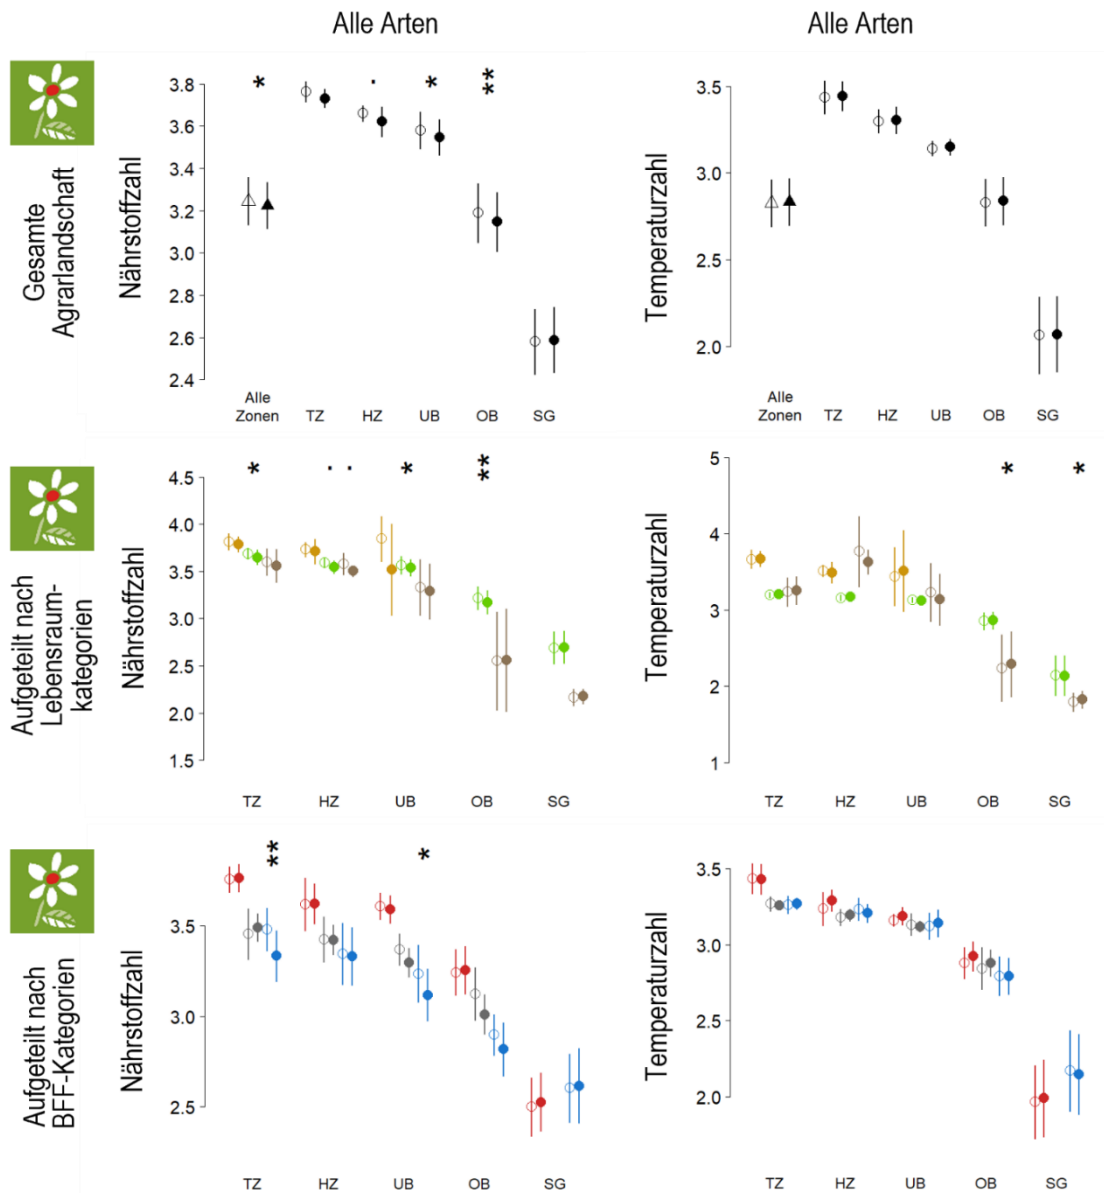 Alle Arten
Alle Arten
Gesamte
Agrarlandschaft
Nährstoffzahl
3.8
3.6
3.4
3.2
3.0
2.8
2.6
2.4
*
.
*
**
Alle
Zonen
TZ
HZ
UB
OB
SG
Temperaturzahl
3.5
3.0
2.5
2.0
Alle
Zonen
TZ
HZ
UB
OB
SG
Aufgeteilt nach
Lebensraum-
kategorien
Nährstoffzahl
4.5
4.0
3.5
3.0
2.5
2.0
1.5
*
. .
*
**
TZ
HZ
UB
OB
SG
Temperaturzahl
5
4
3
2
1
*
*
TZ
HZ
UB
OB
SG
Aufgeteilt nach
BFF-Kategorien
Nährstoffzahl
3.5
3.0
2.5
**
*
TZ
HZ
UB
OB
SG
Temperaturzahl
3.5
3.0
2.5
2.0
TZ
HZ
UB
OB
SG